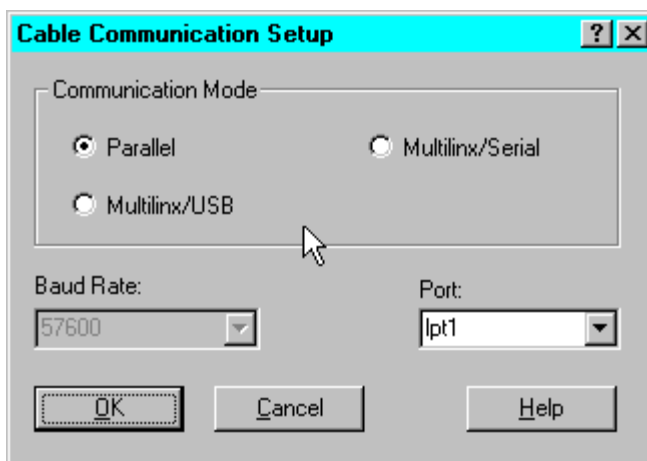 Cable Communication Setup ? X
Communication Mode
Parallel Multilinx/Serial
Multilinx/USB
Baud Rate: Port:
57600 lpt1
OK Cancel Help